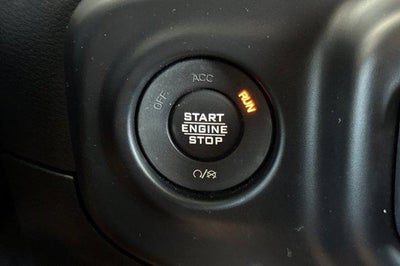 ACC
OFF
RUN
START
ENGINE
STOP